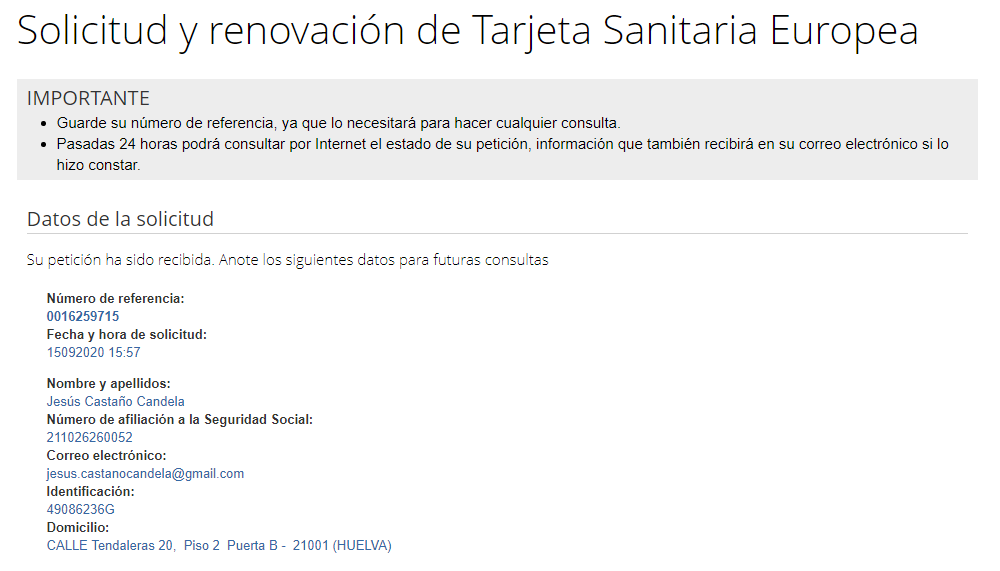 Solicitud y renovación de Tarjeta Sanitaria Europea
IMPORTANTE
• Guarde su número de referencia, ya que lo necesitará para hacer cualquier consulta.
• Pasadas 24 horas podrá consultar por Internet el estado de su petición, información que también recibirá en su correo electrónico si lo
hizo constar.
Datos de la solicitud
Su petición ha sido recibida. Anote los siguientes datos para futuras consultas
Número de referencia:
0016259715
Fecha y hora de solicitud:
15092020 15:57
Nombre y apellidos:
Jesús Castaño Candela
Número de afiliación a la Seguridad Social:
211026260052
Correo electrónico:
jesus.castanocandela@gmail.com
Identificación:
49086236G
Domicilio:
CALLE Tendaleras 20, Piso 2 Puerta B - 21001 (HUELVA)